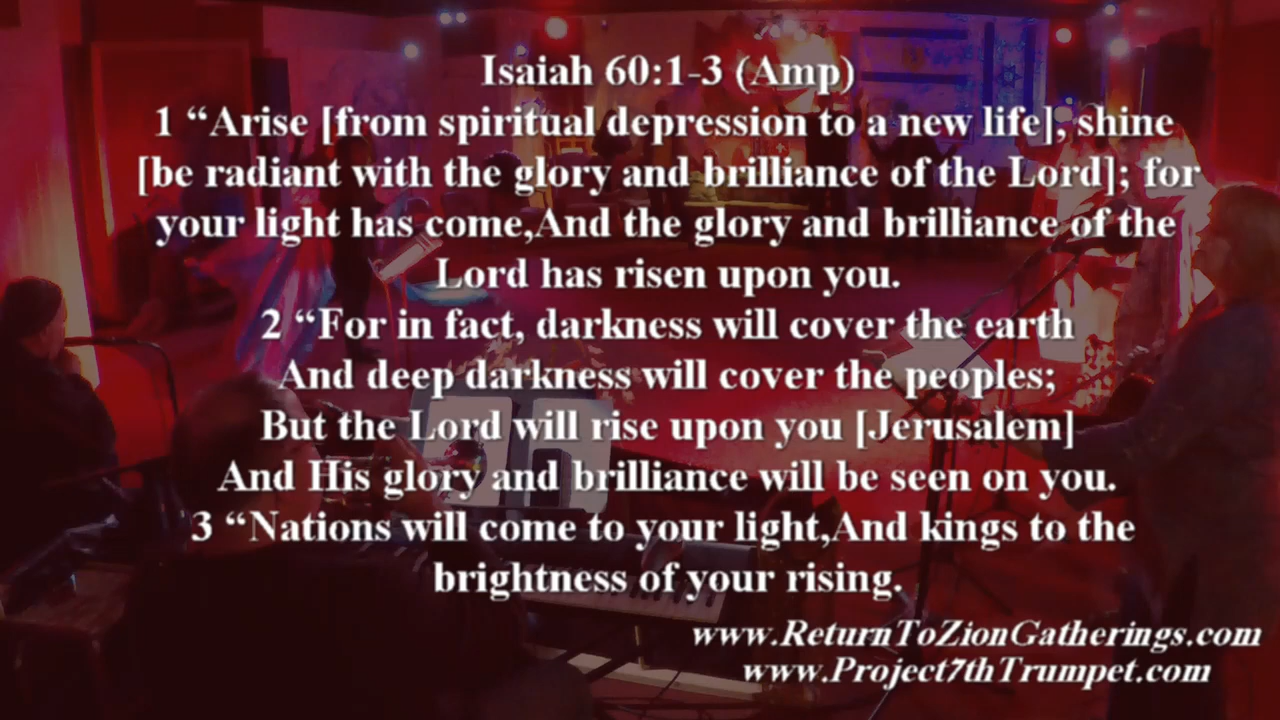 Isaiah 60:1-3 (Amp)
1 “Arise [from spiritual depression to a new life], shine
[be radiant with the glory and brilliance of the Lord]; for
your light has come,And the glory and brilliance of the
Lord has risen upon you.
2 “For in fact, darkness will cover the earth
And deep darkness will cover the peoples;
But the Lord will rise upon you [Jerusalem]
And His glory and brilliance will be seen on you.
3 “Nations will come to your light,And kings to the
brightness of your rising.
www.ReturnToZionGatherings.com
www.Project7thTrumpet.com